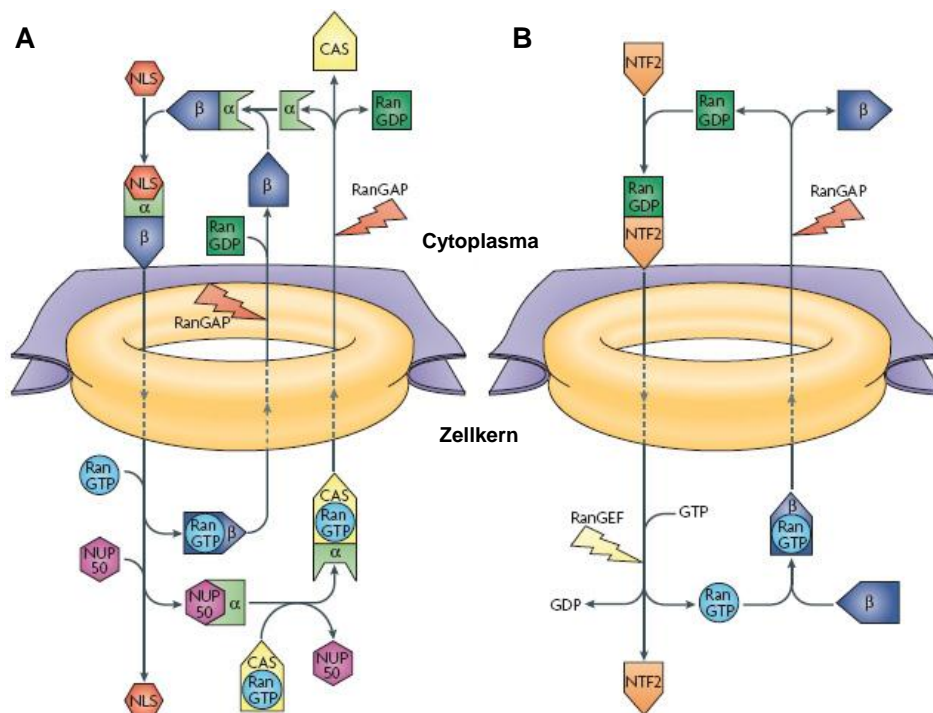 A
B
CAS
NLS
β
α
α
Ran
GDP
NTF2
Ran
GDP
β
NLS
α
β
β
RanGAP
Ran
GDP
Cytoplasma
Ran
GDP
NTF2
RanGAP
RanGAP
Zellkern
Ran
GTP
Ran
GTP
β
CAS
Ran
GTP
α
NUP
50
NUP
50
α
CAS
Ran
GTP
NUP
50
NLS
RanGEF
GTP
β
Ran
GTP
GDP
Ran
GTP
β
NTF2